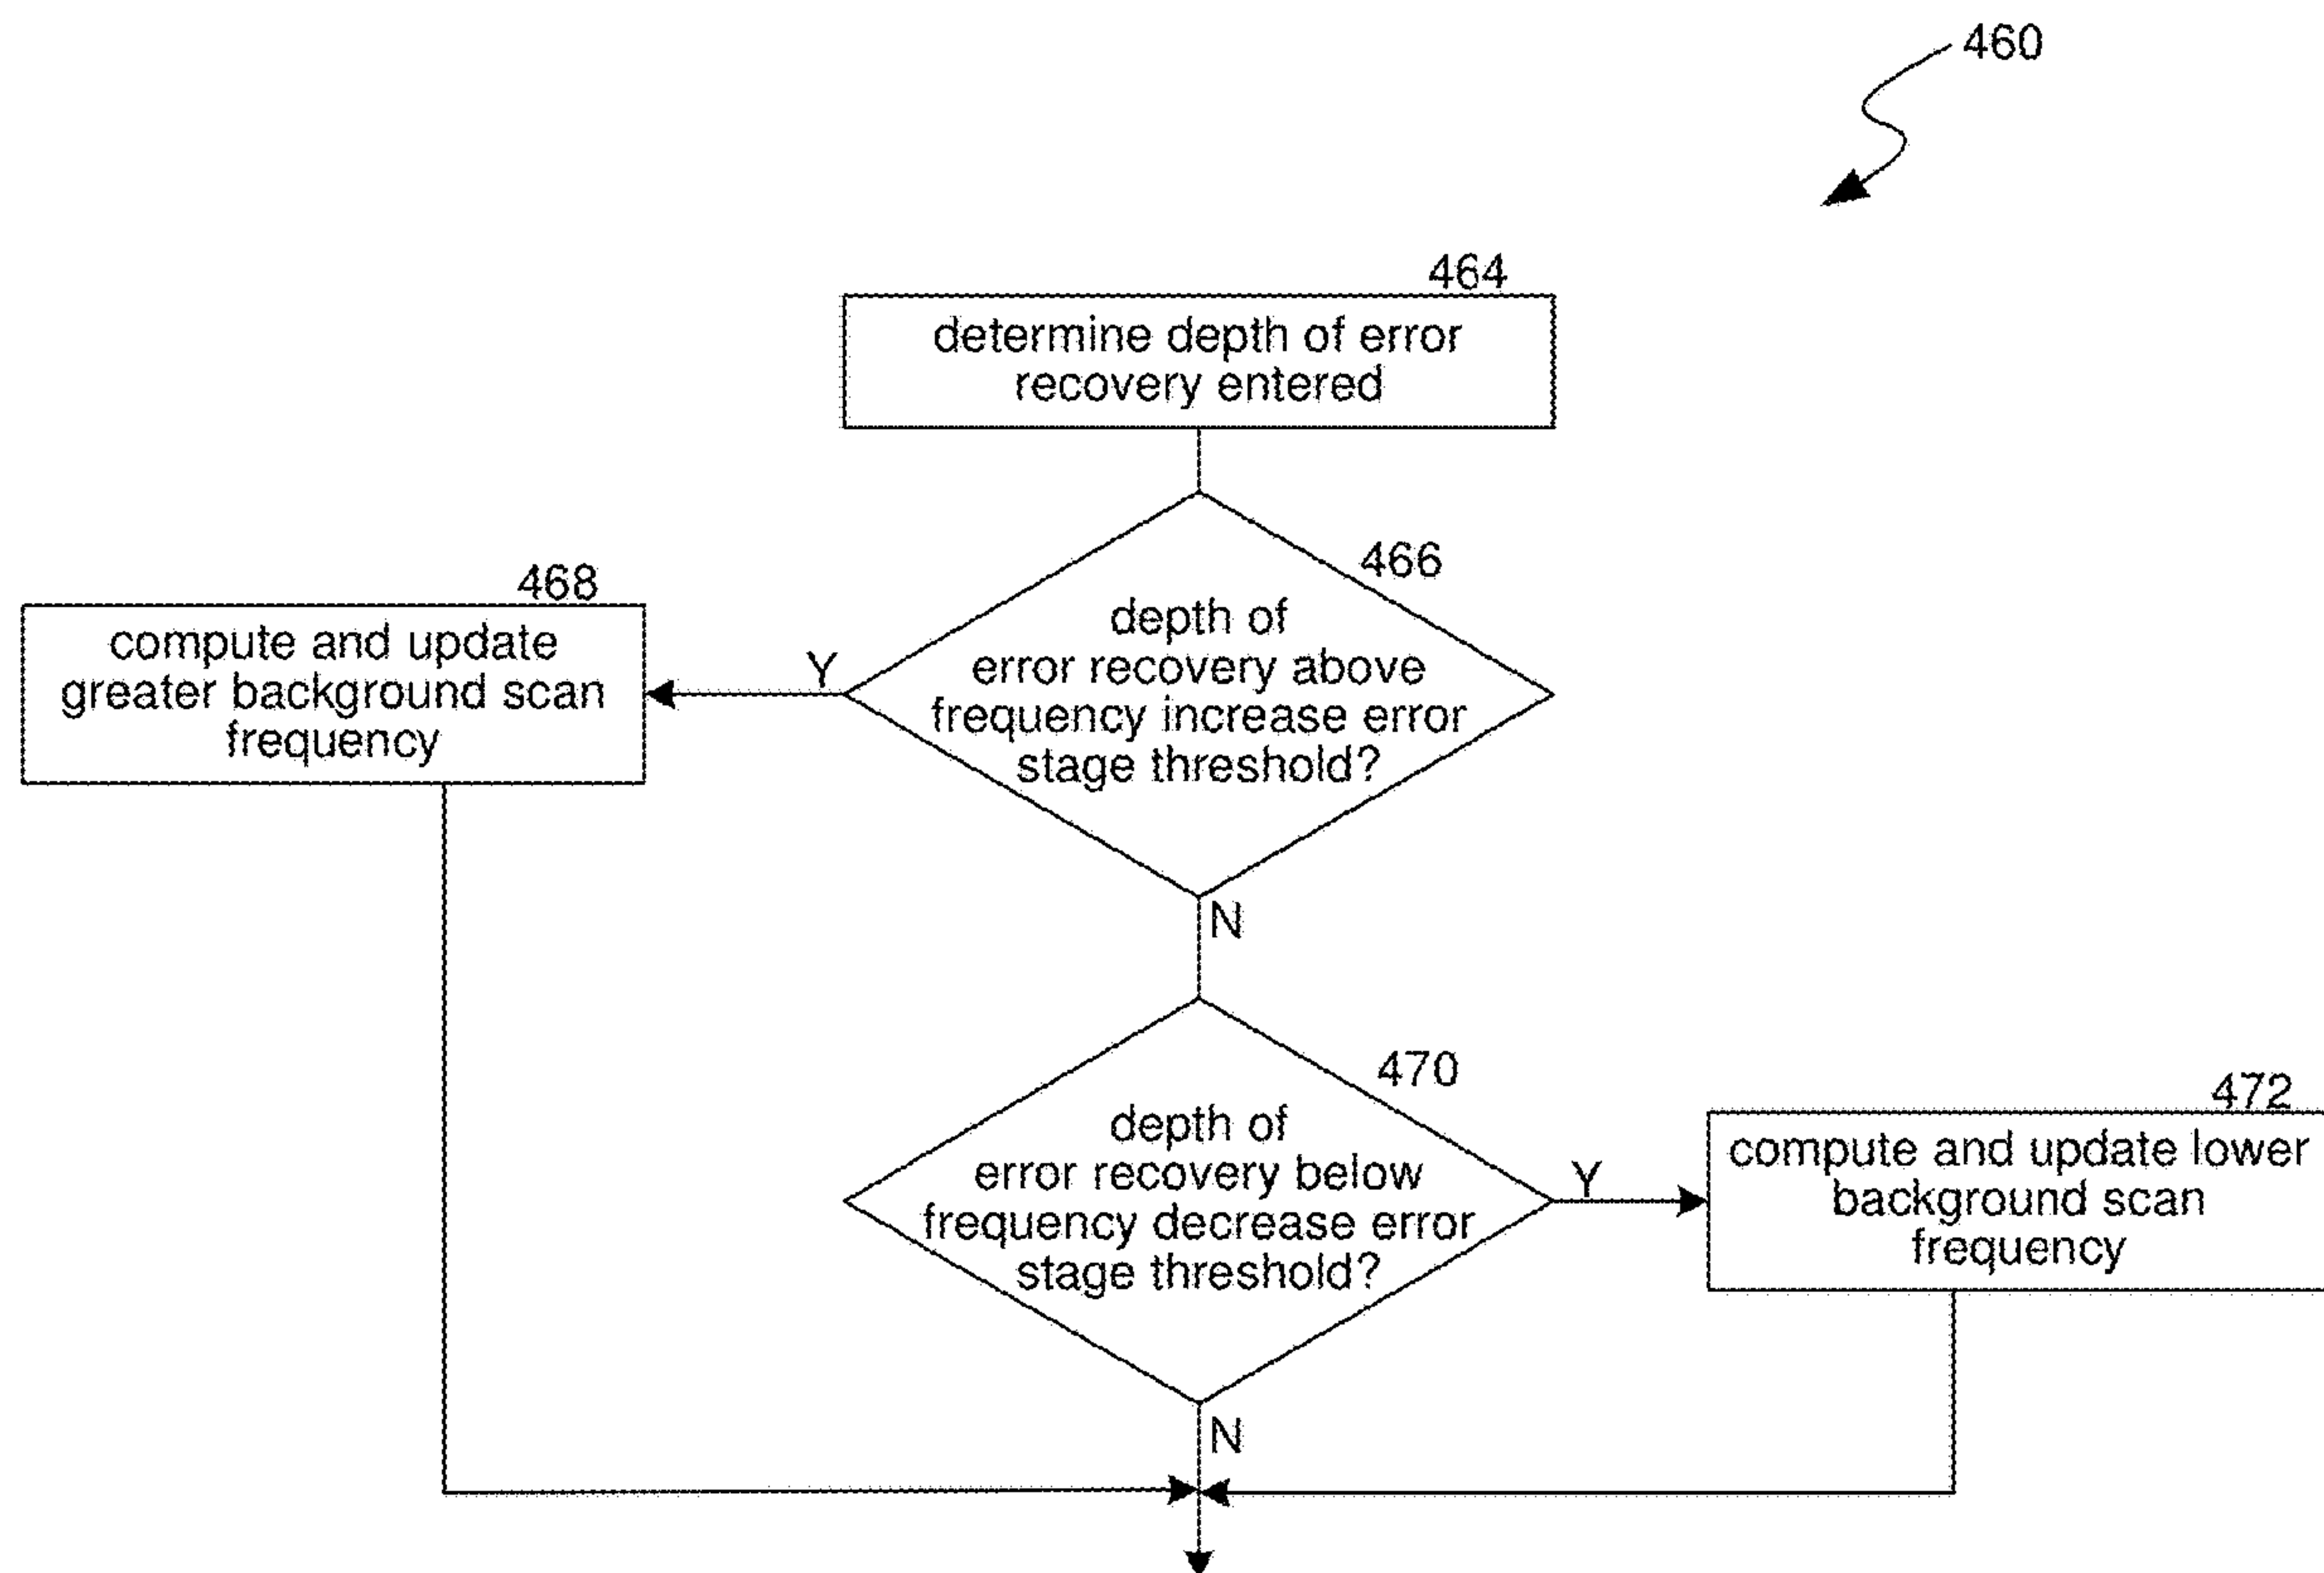 460
464
determine depth of error
recovery entered
466
depth of
error recovery above
frequency increase error
stage threshold?
Y
468
compute and update
greater background scan
frequency
N
470
depth of
error recovery below
frequency decrease error
stage threshold?
Y
472
compute and update lower
background scan
frequency
N